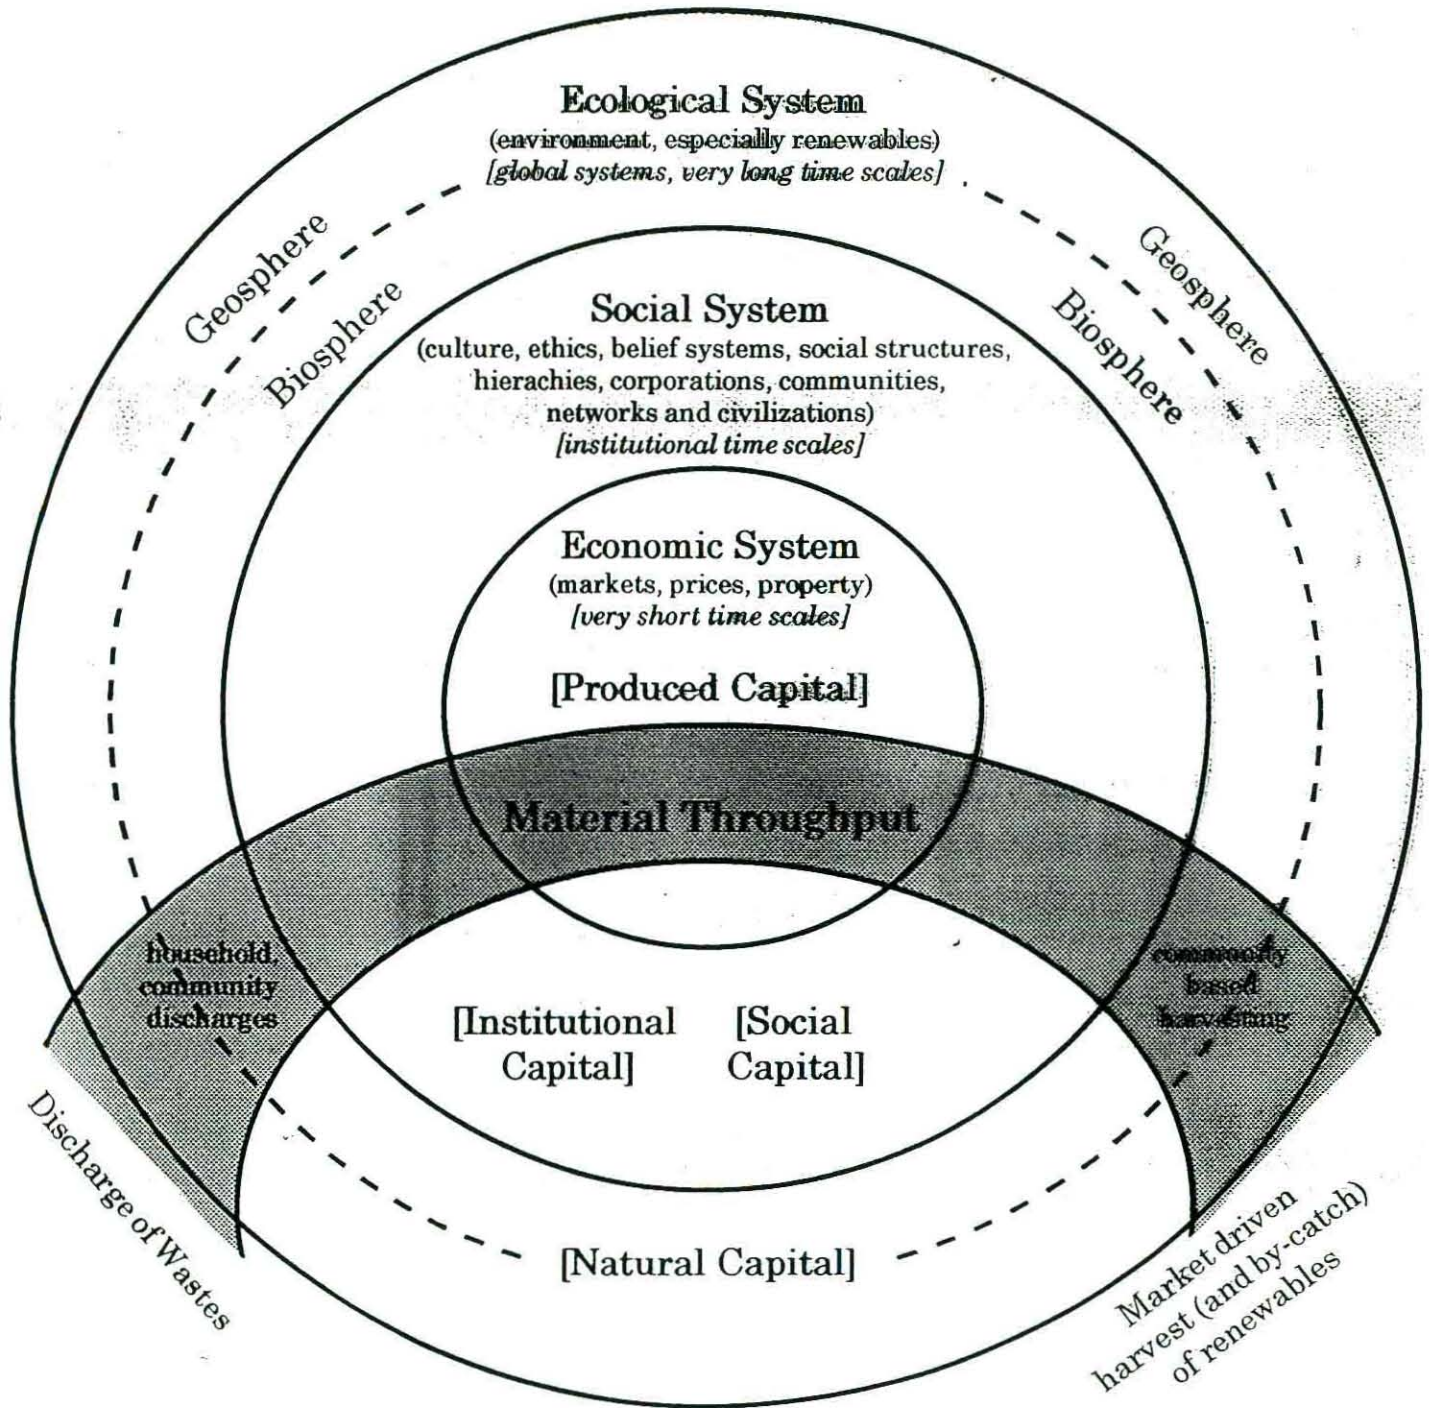 Ecological System
(environment, especially renewables)
[global systems, very long time scales]
Geosphere
Geosphere
Biosphere
Biosphere
Social System
(culture, ethics, belief systems, social structures,
hierachies, corporations, communities,
networks and civilizations)
[institutional time scales]
Economic System
(markets, prices, property)
[very short time scales]
[Produced Capital]
Material Throughput
household,
community
discharges
based
harvesting
[Institutional
Capital]
[Social
Capital]
[Natural Capital]
Discharge of Wastes
Market driven
harvest (and by-catch)
of renewables